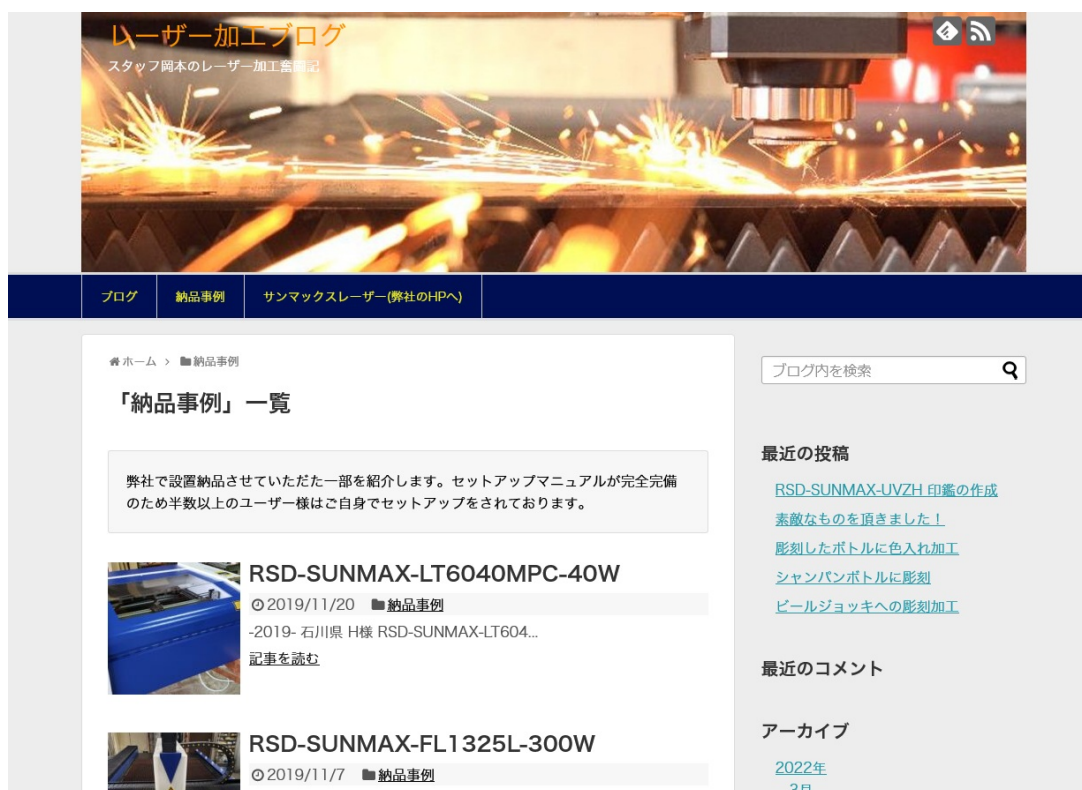 レーザー加工ブログ
スタッフ岡本のレーザー加工奮闘記
ブログ
納品事例
サンマックスレーザー(弊社のHPへ)
ホーム > 納品事例
「納品事例」一覧
弊社で設置納品させていただた一部を紹介します。セットアップマニュアルが完全完備
のため半数以上のユーザー様はご自身でセットアップをされております。
RSD-SUNMAX-LT6040MPC-40W
2019/11/20 納品事例
-2019- 石川県 H様 RSD-SUNMAX-LT604...
記事を読む
RSD-SUNMAX-FL1325L-300W
2019/11/7 納品事例
ブログ内を検索
最近の投稿
RSD-SUNMAX-UVZH 印鑑の作成
素敵なものを頂きました!
彫刻したボトルに色入れ加工
シャンパンボトルに彫刻
ビールジョッキへの彫刻加工
最近のコメント
アーカイブ
2022年